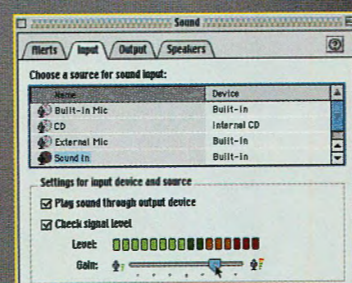 Sound
Alerts Input Output Speakers
Choose a source for sound input:
Name Device
Built-in Mic Built-in
CD Internal CD
External Mic Built-in
Sound In Built-in
Settings for input device and source
Play sound through output device
Check signal level
Level:
Gain: